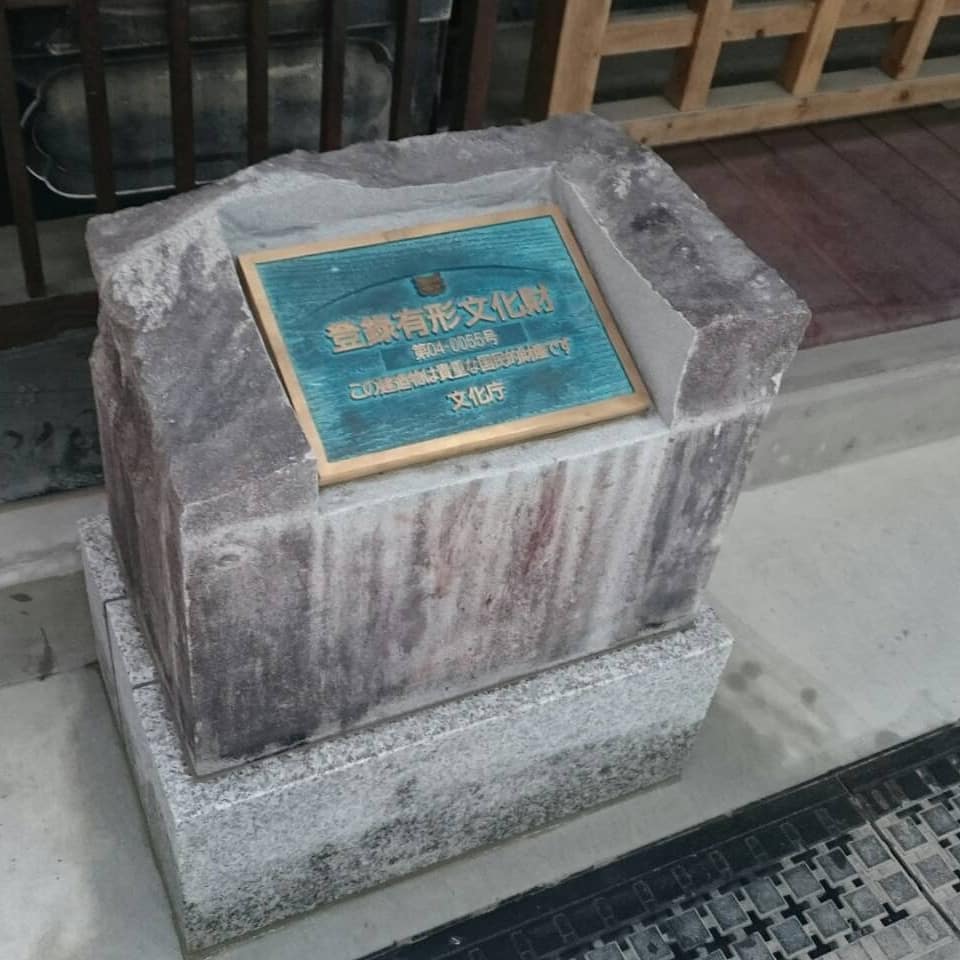 登録有形文化財
第04-0065号
この建造物は貴重な国民的財産です
文化庁